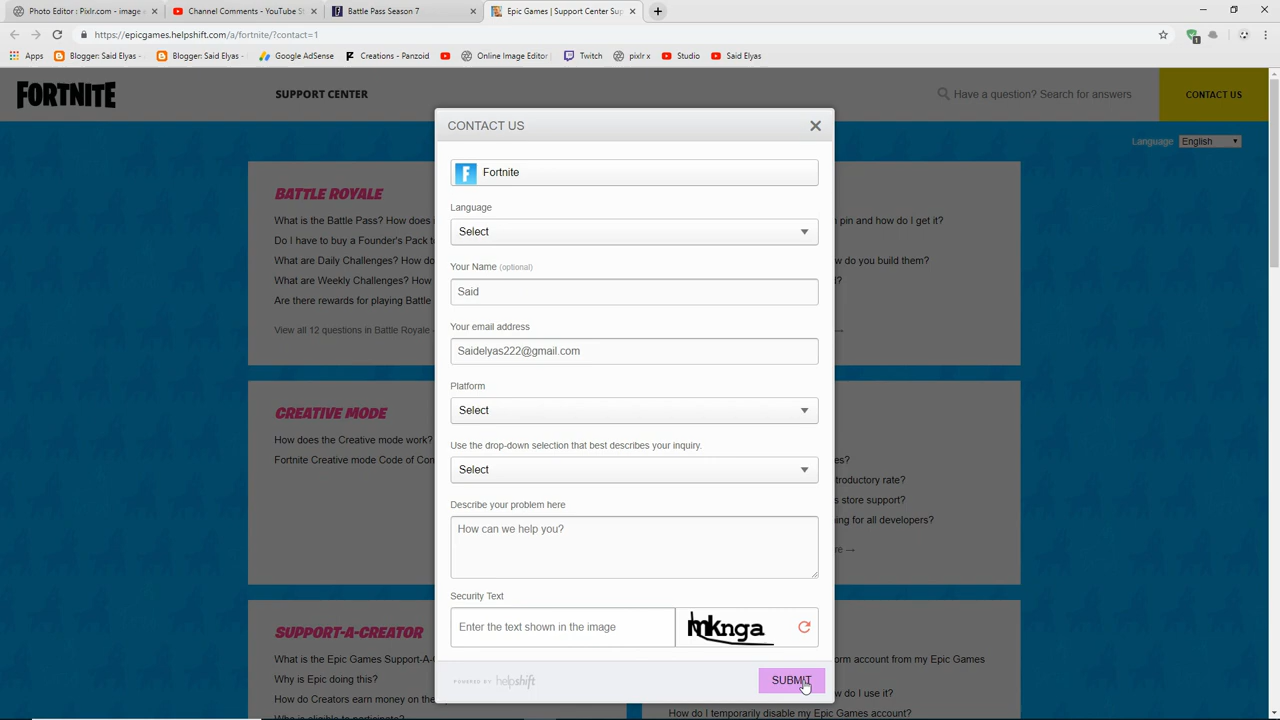 Photo Editor : Pixlr.com - image
Channel Comments - YouTube St
Battle Pass Season 7
Epic Games | Support Center Sup
https://epicgames.helpshift.com/a/fortnite/?contact=1
Apps
Blogger: Said Elyas -
Blogger: Said Elyas -
Google AdSense
Creations - Panzoid
Online Image Editor
Twitch
pixlr x
Studio
Said Elyas
1
FORTNITE
SUPPORT CENTER
Have a question? Search for answers
CONTACT US
Language
English
CONTACT US
Fortnite
Language
Select
Your Name (optional)
Said
Your email address
Saidelyas222@gmail.com
Platform
Select
Use the drop-down selection that best describes your inquiry.
Select
Describe your problem here
How can we help you?
Security Text
Enter the text shown in the image
mknga
POWERED BY helpshift
SUBMIT
BATTLE ROYALE
What is the Battle Pass? How does
Do I have to buy a Founder's Pack to
What are Daily Challenges? How do
What are Weekly Challenges? How
Are there rewards for playing Battle
View all 12 questions in Battle Royale
pin and how do I get it?
ow do you build them?
CREATIVE MODE
How does the Creative mode work?
Fortnite Creative mode Code of Con
es?
troductory rate?
s store support?
ing for all developers?
re →
SUPPORT-A-CREATOR
What is the Epic Games Support-A-C
Why is Epic doing this?
How do Creators earn money on the
Who is eligible to participate?
orm account from my Epic Games
do I use it?
How do I temporarily disable my Epic Games account?